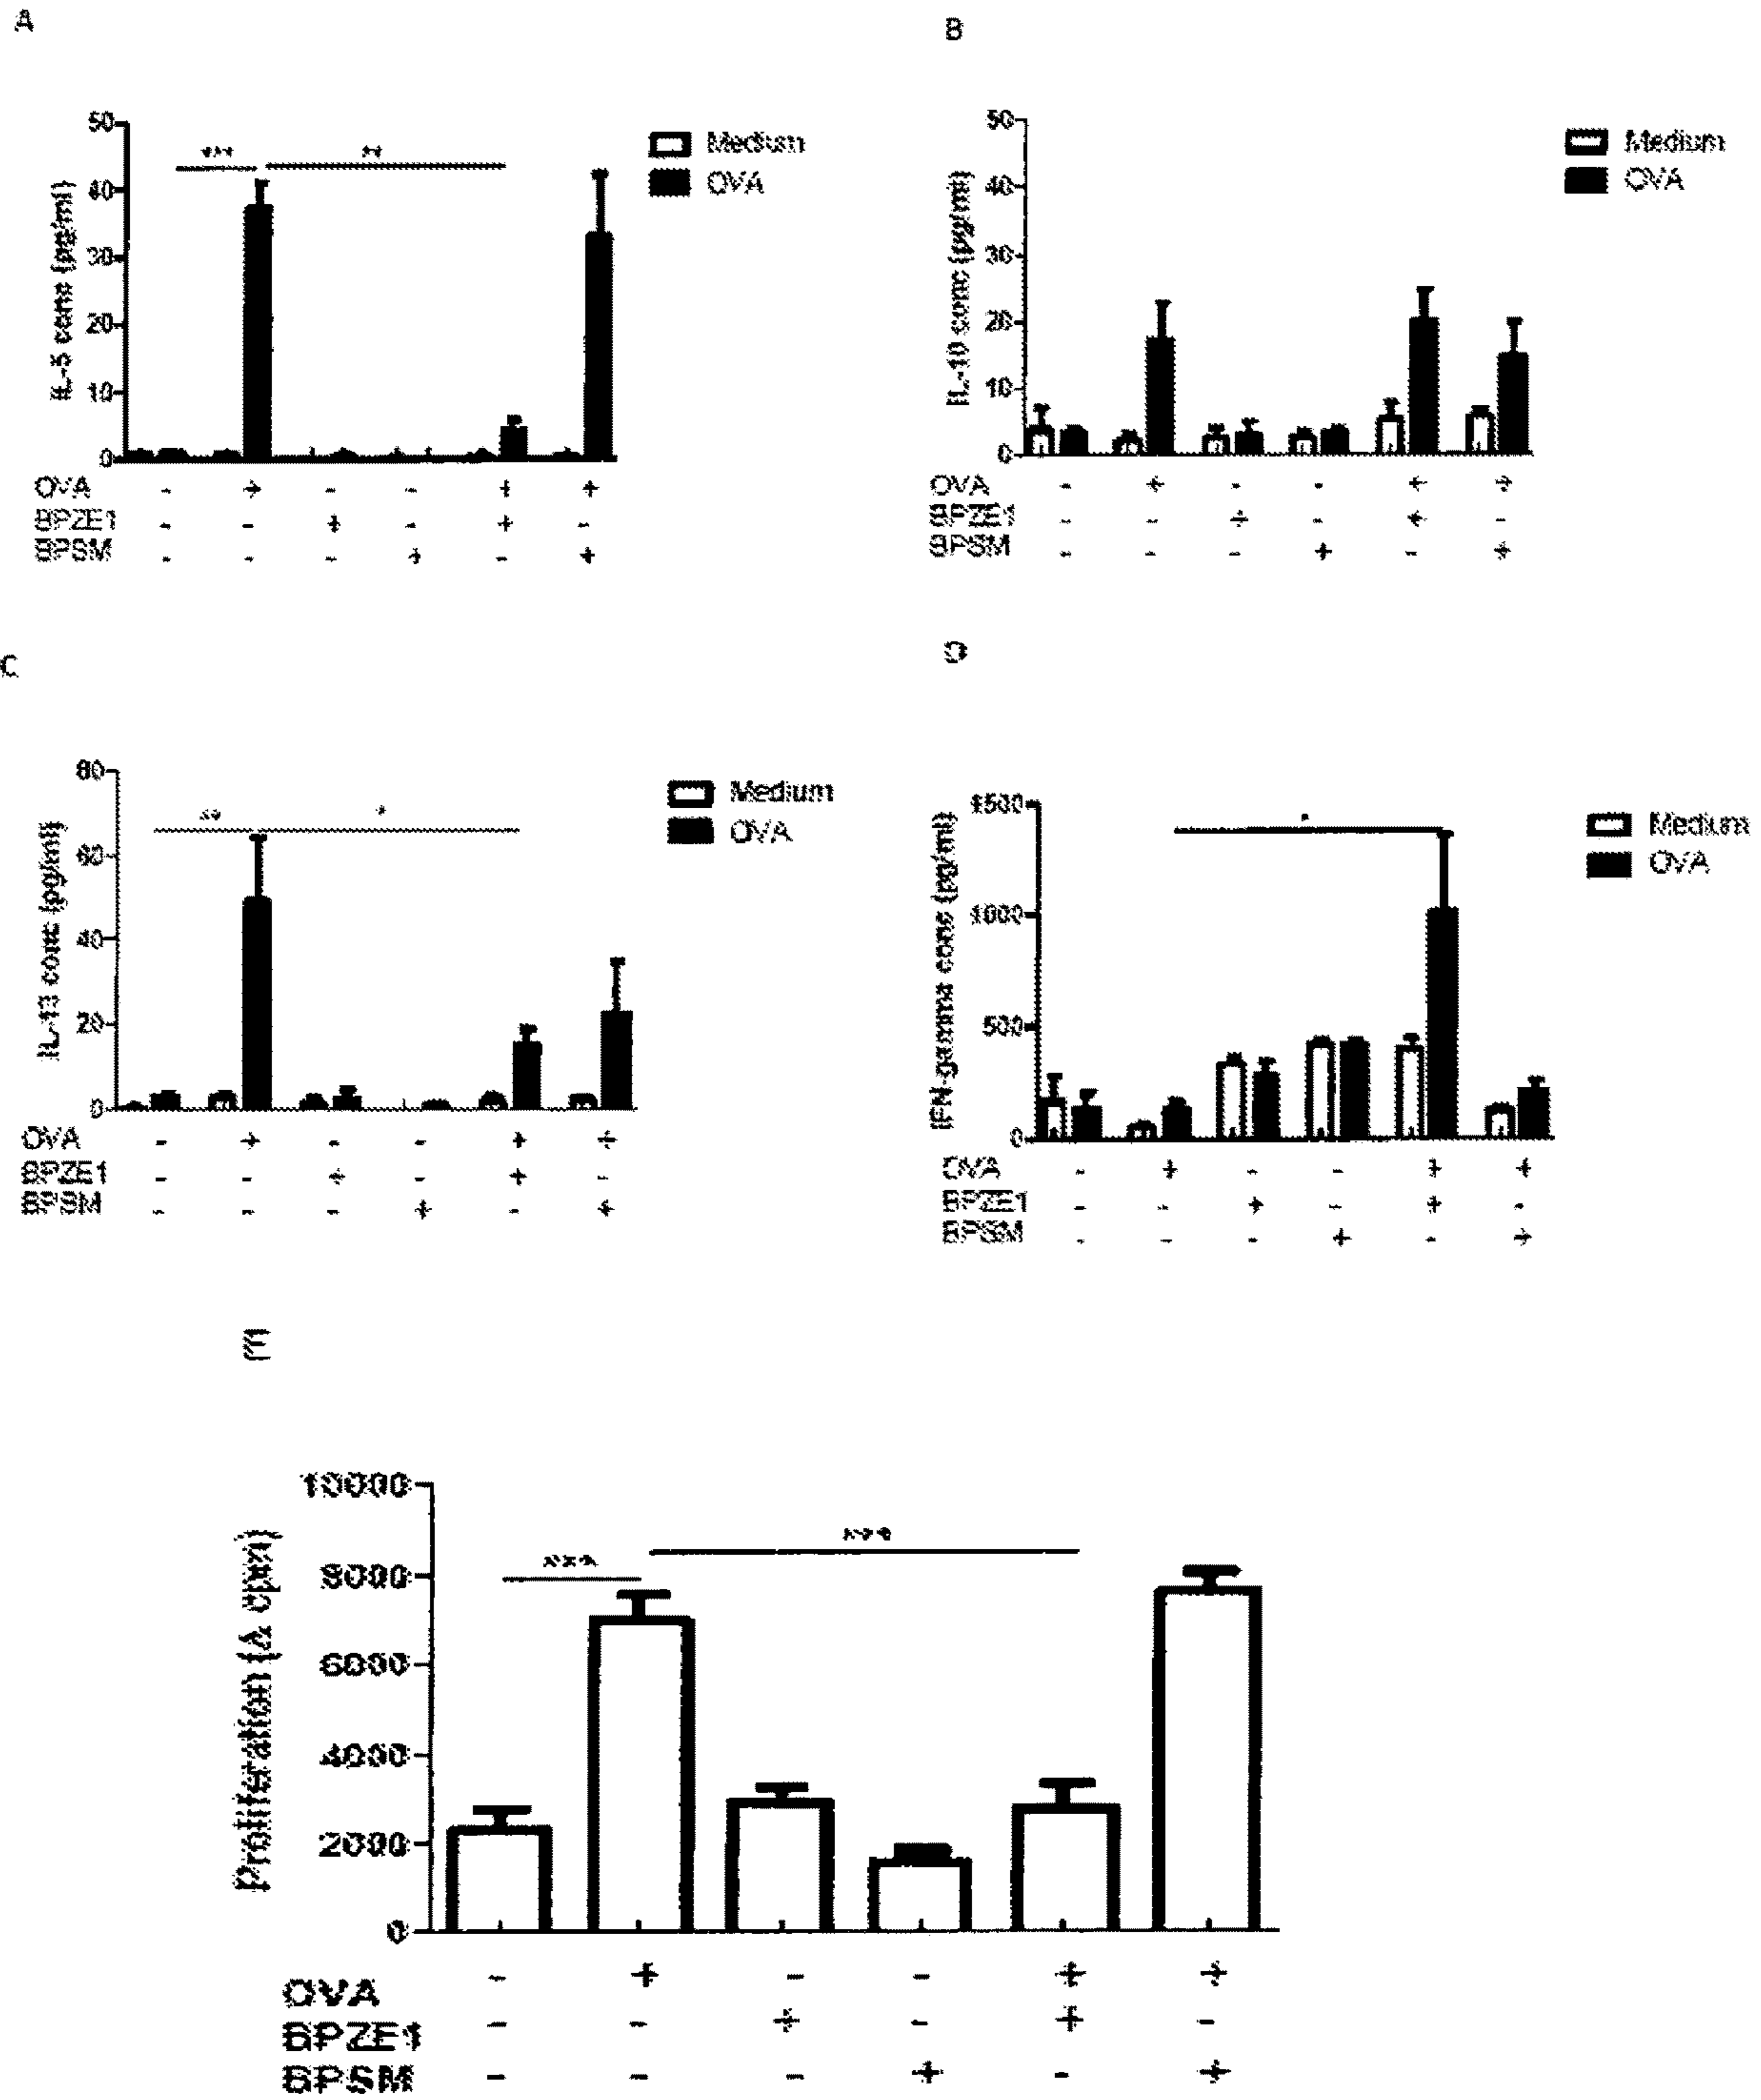 A
50
40
30
20
10
0
IL-5 conc (pg/ml)
**
Medium
OVA
OVA - + - - + +
BPZE1 - - + - + -
BPSM - - - + - +
B
50
40
30
20
10
0
IL-10 conc (pg/ml)
Medium
OVA
OVA - + - - + +
BPZE1 - - + - + -
BPSM - - - + - +
C
80
60
40
20
0
IL-13 conc (pg/ml)
** *
Medium
OVA
OVA - + - - + +
BPZE1 - - + - + -
BPSM - - - + - +
D
1500
1000
500
0
IFN-gamma conc (pg/ml)
*
Medium
OVA
OVA - + - - + +
BPZE1 - - + - + -
BPSM - - - + - +
E
10000
8000
6000
4000
2000
0
Proliferation (Δ cpm)
*** ***
OVA - + - - + +
BPZE1 - - + - + -
BPSM - - - + - +